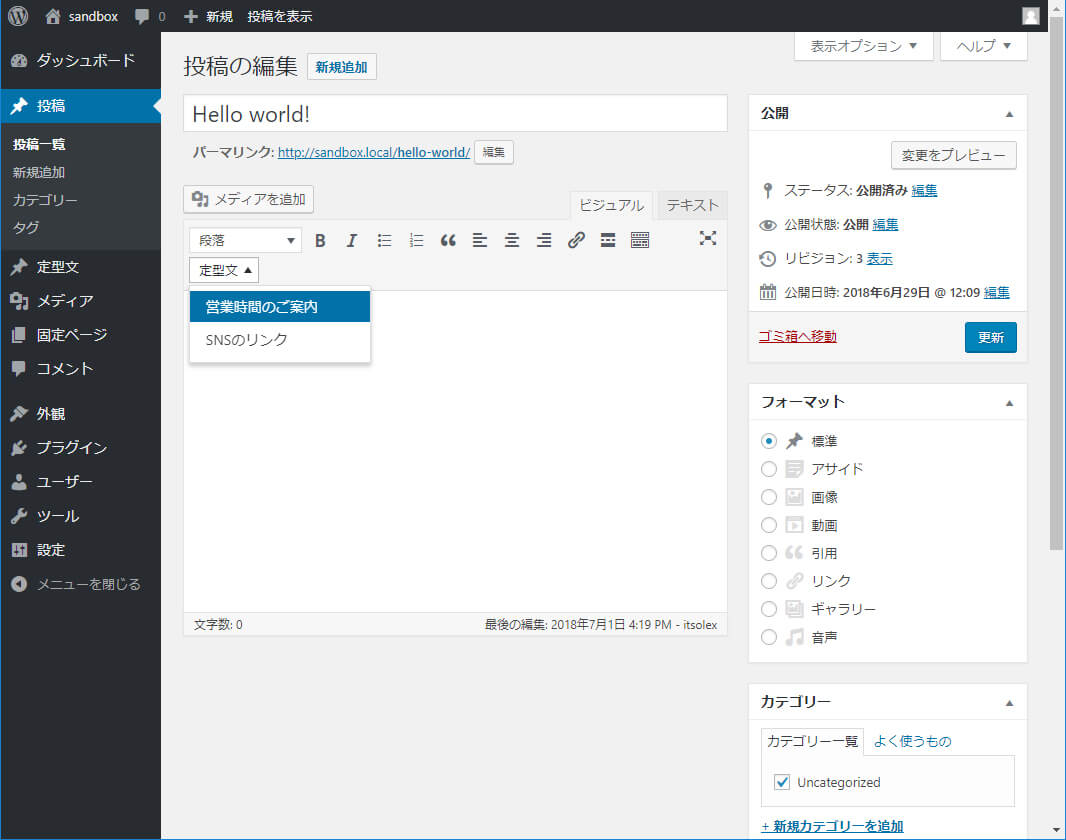 sandbox 0 新規 投稿を表示
ダッシュボード
投稿
投稿一覧
新規追加
カテゴリー
タグ
定型文
メディア
固定ページ
コメント
外観
プラグイン
ユーザー
ツール
設定
メニューを閉じる
表示オプション ▼ ヘルプ ▼
投稿の編集 新規追加
Hello world!
パーマリンク: http://sandbox.local/hello-world/ 編集
メディアを追加
ビジュアル テキスト
段落
B I
定型文
営業時間のご案内
SNSのリンク
文字数: 0 最後の編集: 2018年7月1日 4:19 PM - itsolex
公開
変更をプレビュー
ステータス: 公開済み 編集
公開状態: 公開 編集
リビジョン: 3 表示
公開日時: 2018年6月29日 @ 12:09 編集
ゴミ箱へ移動 更新
フォーマット
標準
アサイド
画像
動画
引用
リンク
ギャラリー
音声
カテゴリー
カテゴリー一覧 よく使うもの
Uncategorized
+ 新規カテゴリーを追加